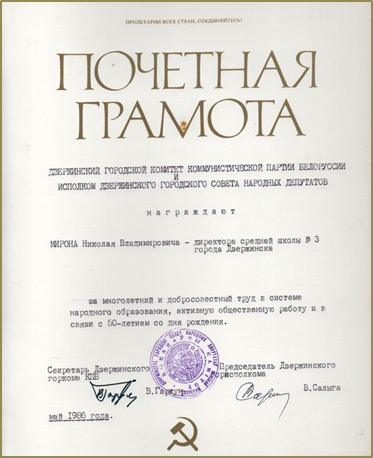 ПРОЛЕТАРИИ ВСЕХ СТРАН, СОЕДИНЯЙТЕСЬ!
ПОЧЕТНАЯ
ГРАМОТА
ДЗЕРЖИНСКИЙ ГОРОДСКОЙ КОМИТЕТ КОММУНИСТИЧЕСКОЙ ПАРТИИ БЕЛОРУССИИ
И
ИСПОЛКОМ ДЗЕРЖИНСКОГО ГОРОДСКОГО СОВЕТА НАРОДНЫХ ДЕПУТАТОВ
награждают
МИРОНА Николая Владимировича - директора средней школы № 3
города Дзержинска
за многолетний и добросовестный труд в системе
народного образования, активную общественную работу и в
связи с 50-летием со дня рождения.
Секретарь Дзержинского
горкома КПБ
В.Гаркун
Председатель Дзержинского
горисполкома
В.Салыга
май 1986 года.